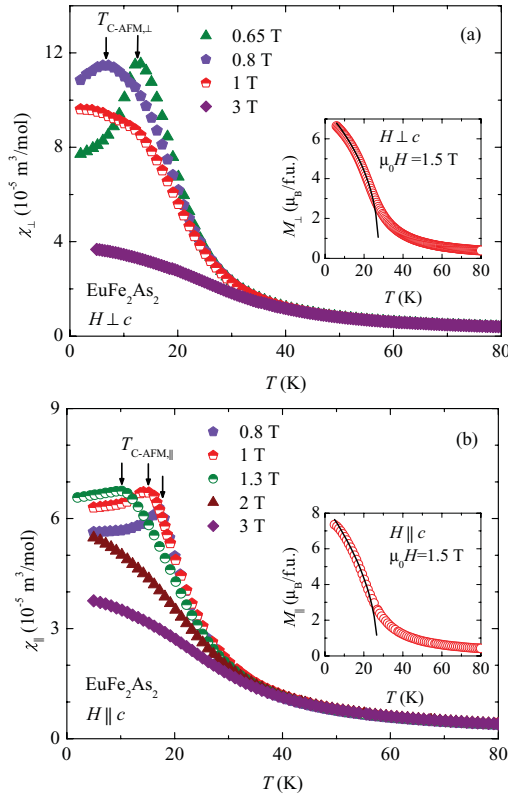 T_C-AFM,⊥
(a)
0.65 T
0.8 T
1 T
3 T
12
8
4
0
χ⊥ (10⁻⁵ m³/mol)
EuFe₂As₂
H ⊥ c
0 20 40 60 80
T (K)
H ⊥ c
μ₀H =1.5 T
M⊥ (μ_B/f.u.)
8
6
4
2
0
0 20 40 60 80
T (K)
T_C-AFM,∥
(b)
0.8 T
1 T
1.3 T
2 T
3 T
9
6
3
0
χ∥ (10⁻⁵ m³/mol)
EuFe₂As₂
H ∥ c
0 20 40 60 80
T (K)
H ∥ c
μ₀H=1.5 T
M∥ (μ_B/f.u.)
8
6
4
2
0
0 20 40 60 80
T (K)